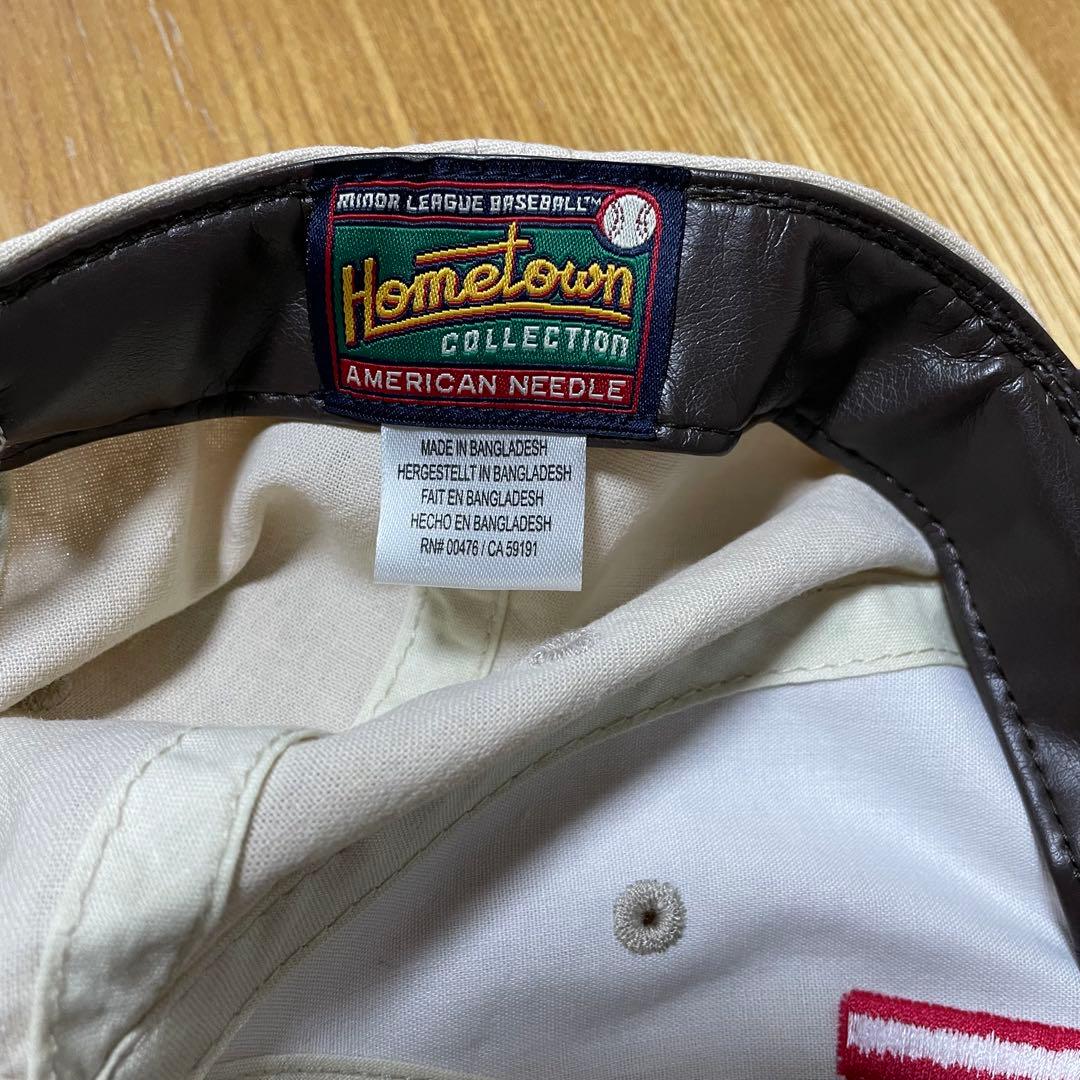 MINOR LEAGUE BASEBALL™
Hometown
COLLECTION
AMERICAN NEEDLE
MADE IN BANGLADESH
HERGESTELLT IN BANGLADESH
FAIT EN BANGLADESH
HECHO EN BANGLADESH
RN# 00476 / CA 59191